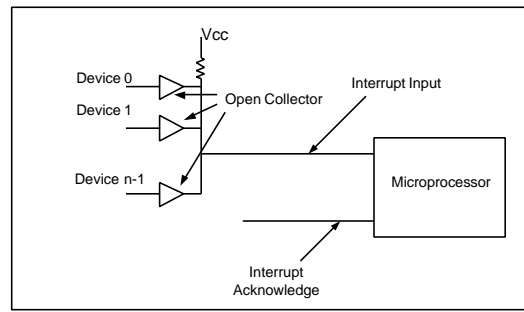 Vcc
Device 0
Device 1
Device n-1
Open Collector
Interrupt Input
Microprocessor
Interrupt
Acknowledge